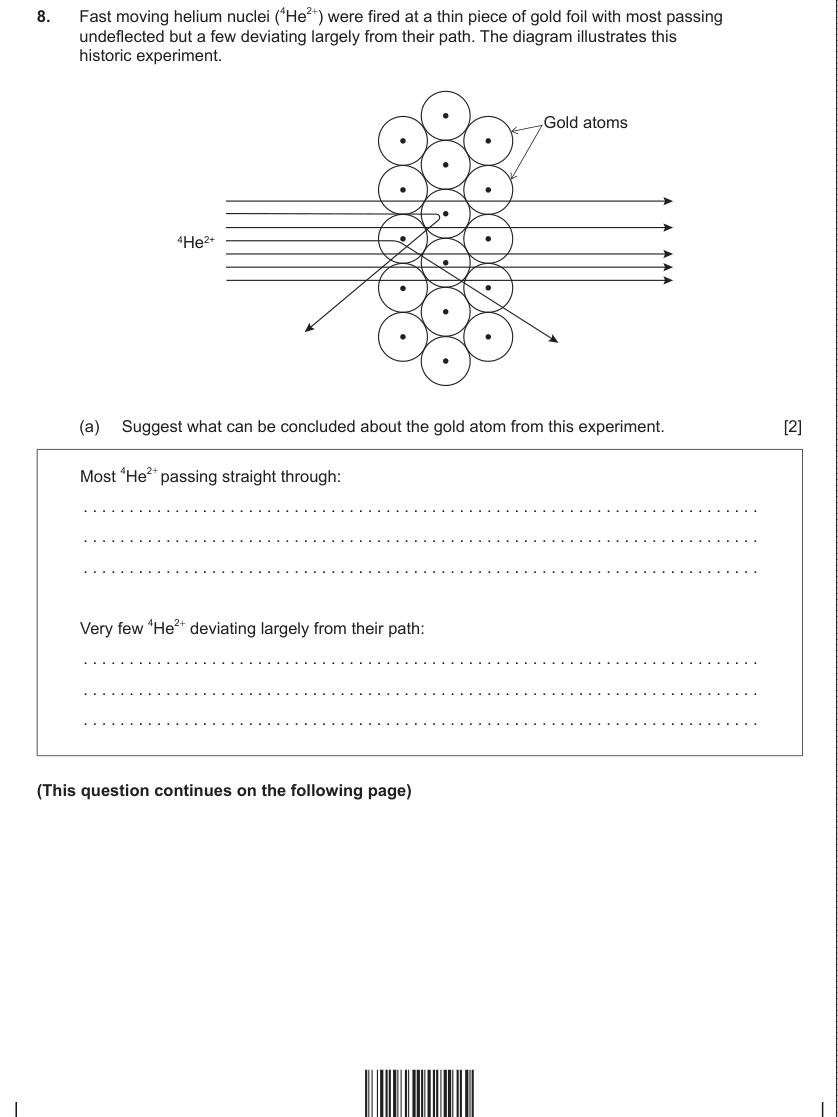 8. Fast moving helium nuclei (⁴He²⁺) were fired at a thin piece of gold foil with most passing
undeflected but a few deviating largely from their path. The diagram illustrates this
historic experiment.
Gold atoms
⁴He²⁺
(a) Suggest what can be concluded about the gold atom from this experiment. [2]
Most ⁴He²⁺ passing straight through:
Very few ⁴He²⁺ deviating largely from their path:
(This question continues on the following page)